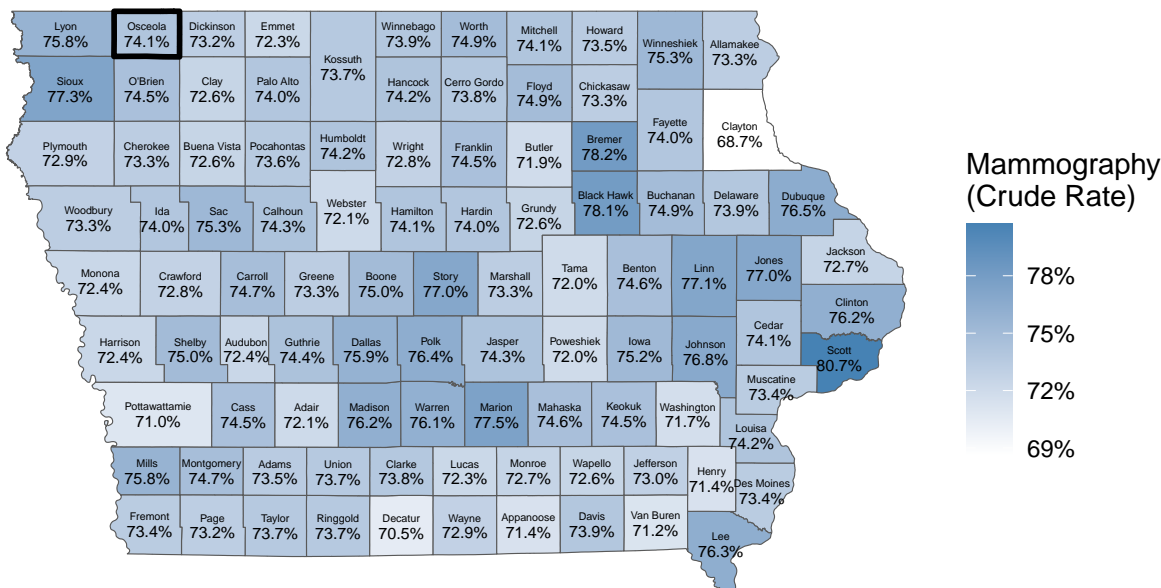 Lyon
75.8%
Osceola
74.1%
Dickinson
73.2%
Emmet
72.3%
Kossuth
73.7%
Winnebago
73.9%
Worth
74.9%
Mitchell
74.1%
Howard
73.5%
Winneshiek
75.3%
Allamakee
73.3%
Sioux
77.3%
O'Brien
74.5%
Clay
72.6%
Palo Alto
74.0%
Hancock
74.2%
Cerro Gordo
73.8%
Floyd
74.9%
Chickasaw
73.3%
Fayette
74.0%
Clayton
68.7%
Plymouth
72.9%
Cherokee
73.3%
Buena Vista
72.6%
Pocahontas
73.6%
Humboldt
74.2%
Wright
72.8%
Franklin
74.5%
Butler
71.9%
Bremer
78.2%
Woodbury
73.3%
Ida
74.0%
Sac
75.3%
Calhoun
74.3%
Webster
72.1%
Hamilton
74.1%
Hardin
74.0%
Grundy
72.6%
Black Hawk
78.1%
Buchanan
74.9%
Delaware
73.9%
Dubuque
76.5%
Monona
72.4%
Crawford
72.8%
Carroll
74.7%
Greene
73.3%
Boone
75.0%
Story
77.0%
Marshall
73.3%
Tama
72.0%
Benton
74.6%
Linn
77.1%
Jones
77.0%
Jackson
72.7%
Clinton
76.2%
Harrison
72.4%
Shelby
75.0%
Audubon
72.4%
Guthrie
74.4%
Dallas
75.9%
Polk
76.4%
Jasper
74.3%
Poweshiek
72.0%
Iowa
75.2%
Johnson
76.8%
Cedar
74.1%
Scott
80.7%
Muscatine
73.4%
Pottawattamie
71.0%
Cass
74.5%
Adair
72.1%
Madison
76.2%
Warren
76.1%
Marion
77.5%
Mahaska
74.6%
Keokuk
74.5%
Washington
71.7%
Louisa
74.2%
Mills
75.8%
Montgomery
74.7%
Adams
73.5%
Union
73.7%
Clarke
73.8%
Lucas
72.3%
Monroe
72.7%
Wapello
72.6%
Jefferson
73.0%
Henry
71.4%
Des Moines
73.4%
Fremont
73.4%
Page
73.2%
Taylor
73.7%
Ringgold
73.7%
Decatur
70.5%
Wayne
72.9%
Appanoose
71.4%
Davis
73.9%
Van Buren
71.2%
Lee
76.3%
Mammography
(Crude Rate)
78%
75%
72%
69%